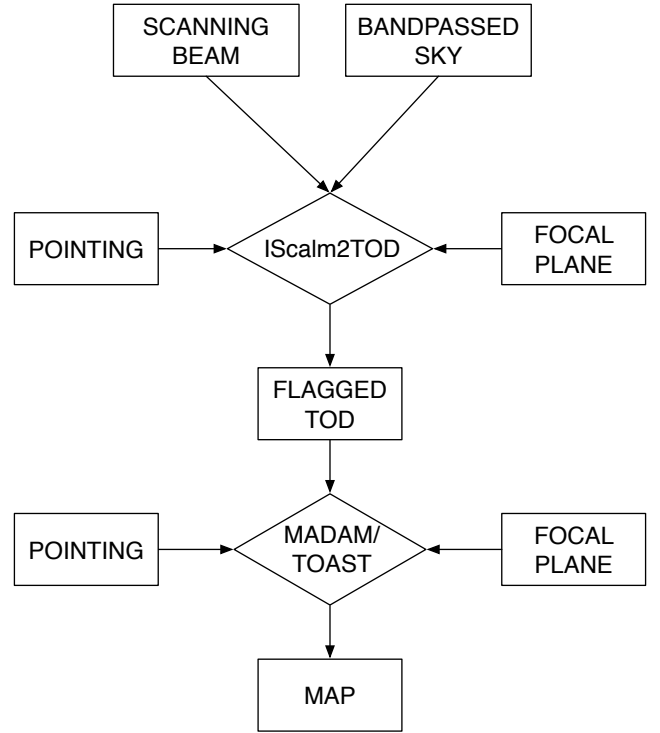 SCANNING
BEAM
BANDPASSED
SKY
POINTING
IScalm2TOD
FOCAL
PLANE
FLAGGED
TOD
POINTING
MADAM/
TOAST
FOCAL
PLANE
MAP